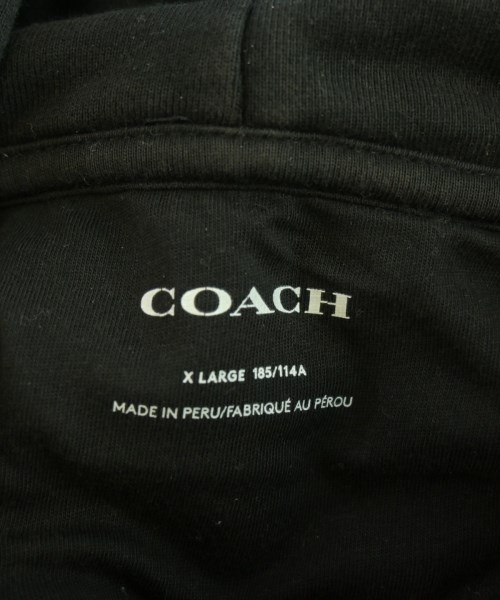 COACH
X LARGE 185/114A
MADE IN PERU/FABRIQUÉ AU PÉROU